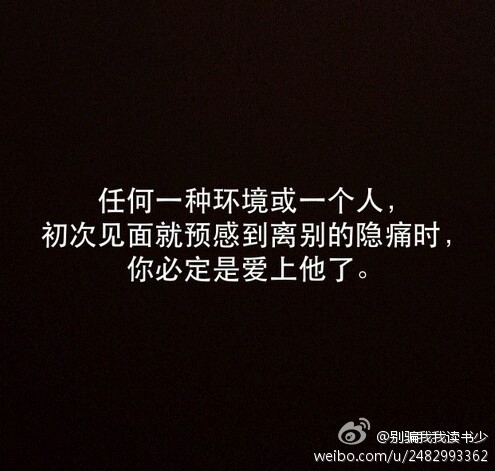 任何一种环境或一个人，
初次见面就预感到离别的隐痛时，
你必定是爱上他了。
@别骗我我读书少
weibo.com/u/2482993362